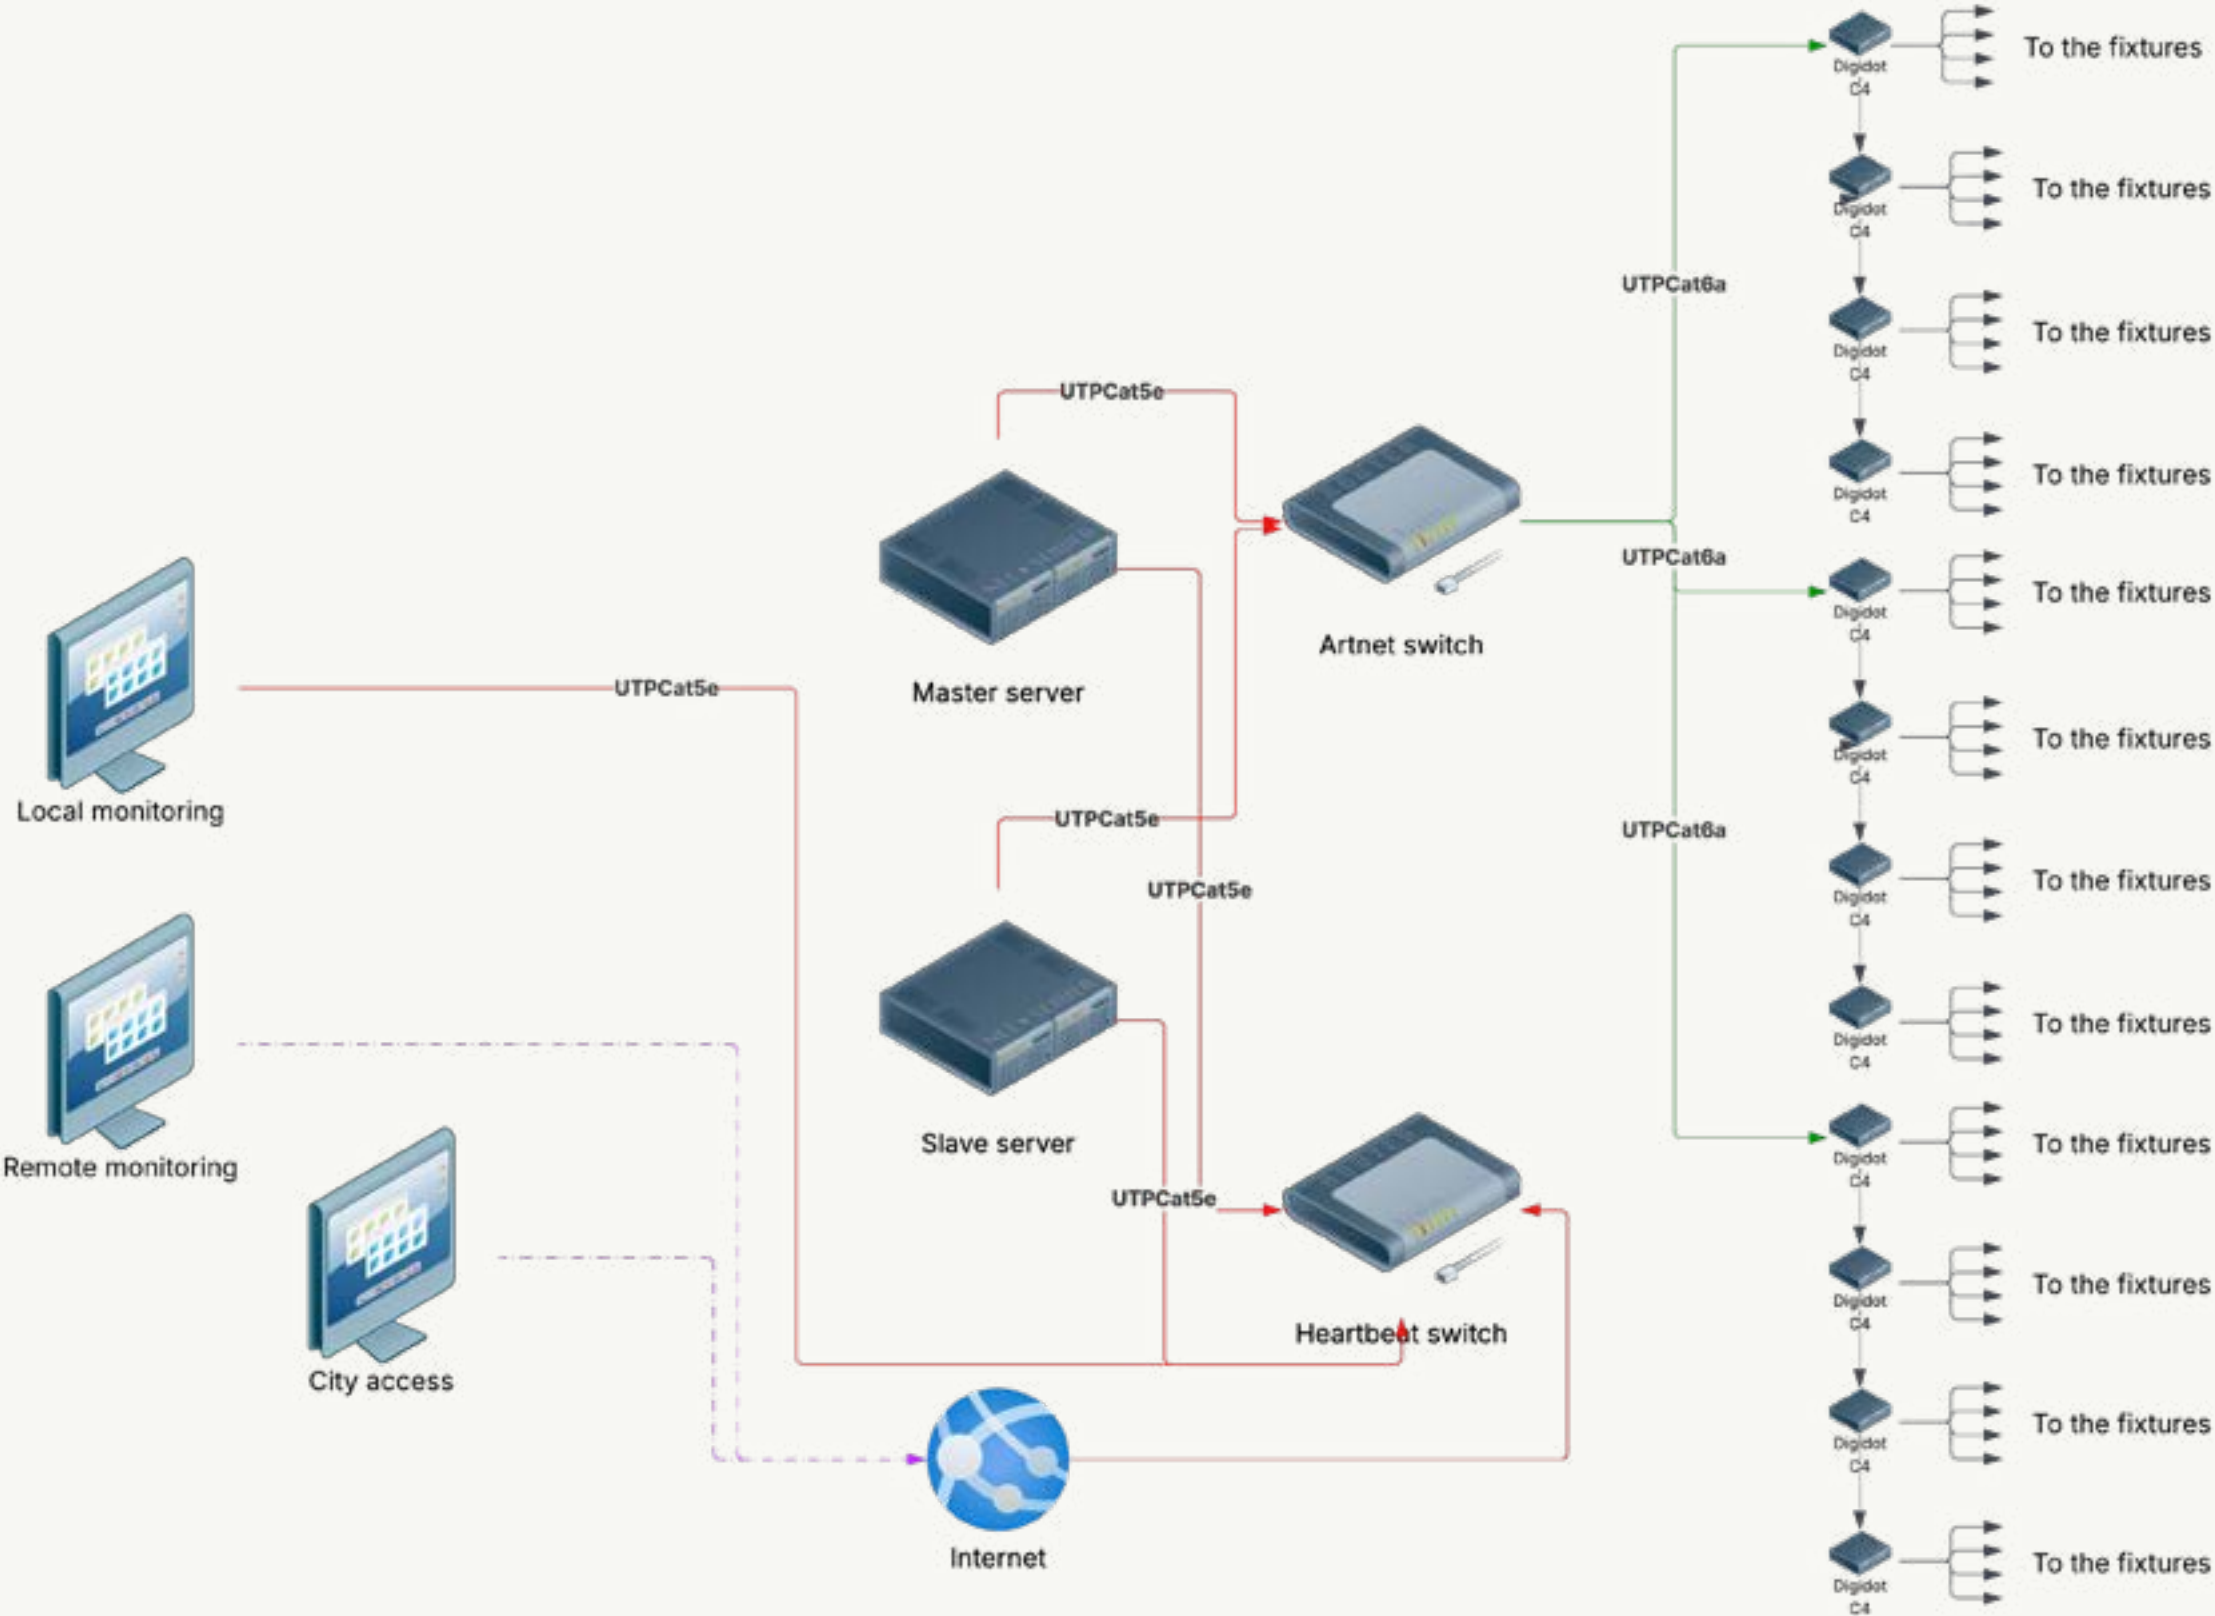 Digidot
C4
To the fixtures
Digidot
C4
To the fixtures
UTPCat6a
Digidot
C4
To the fixtures
UTPCat5e
Digidot
C4
To the fixtures
UTPCat6a
Digidot
C4
To the fixtures
Artnet switch
Master server
UTPCat5e
Digidot
C4
To the fixtures
Local monitoring
UTPCat5e
UTPCat6a
UTPCat5e
Digidot
C4
To the fixtures
Digidot
C4
To the fixtures
Slave server
Remote monitoring
Digidot
C4
To the fixtures
UTPCat5e
Digidot
C4
To the fixtures
Heartbeat switch
City access
Digidot
C4
To the fixtures
Internet
Digidot
C4
To the fixtures